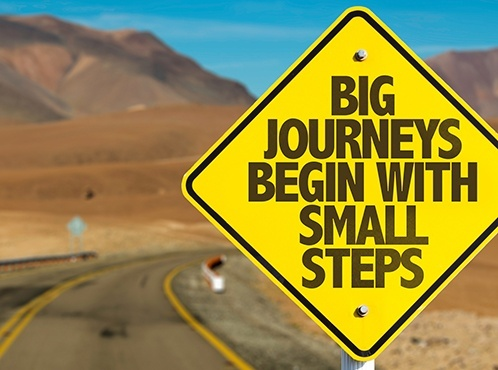 BIG
JOURNEYS
BEGIN WITH
SMALL
STEPS